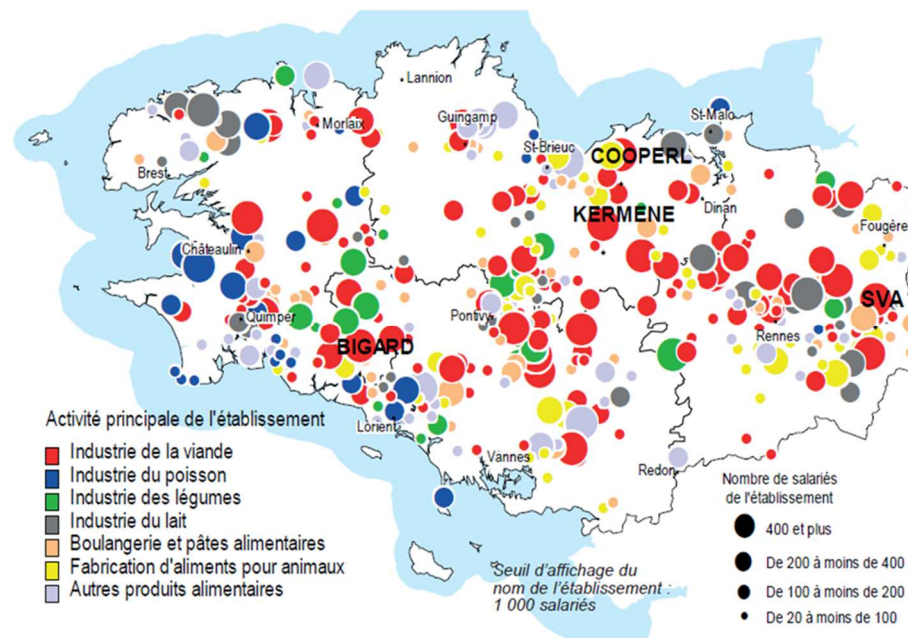 Lannion
Morlaix
Guingamp
St-Malo
St-Brieuc
COOPERL
Brest
KERMENE
Dinan
Fougère
Châteaulin
SVA
Quimper
Pontivy
Rennes
BIGARD
Lorient
Vannes
Redon
Activité principale de l'établissement
Industrie de la viande
Industrie du poisson
Industrie des légumes
Industrie du lait
Boulangerie et pâtes alimentaires
Fabrication d'aliments pour animaux
Autres produits alimentaires
Seuil d'affichage du
nom de l'établissement :
1 000 salariés
Nombre de salariés
de l'établissement
400 et plus
De 200 à moins de 400
De 100 à moins de 200
De 20 à moins de 100